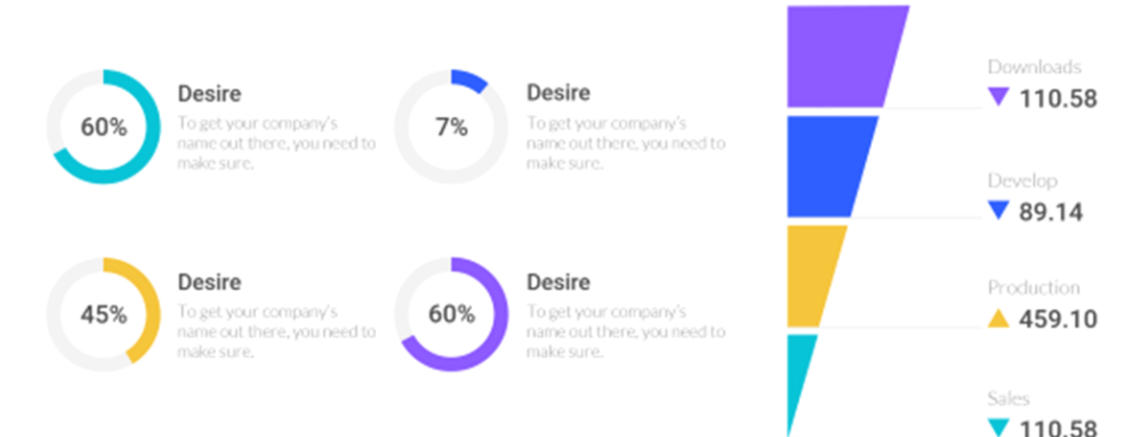 60%
Desire
To get your company's
name out there, you need to
make sure.
7%
Desire
To get your company's
name out there, you need to
make sure.
45%
Desire
To get your company's
name out there, you need to
make sure.
60%
Desire
To get your company's
name out there, you need to
make sure.
Downloads
110.58
Develop
89.14
Production
459.10
Sales
110.58